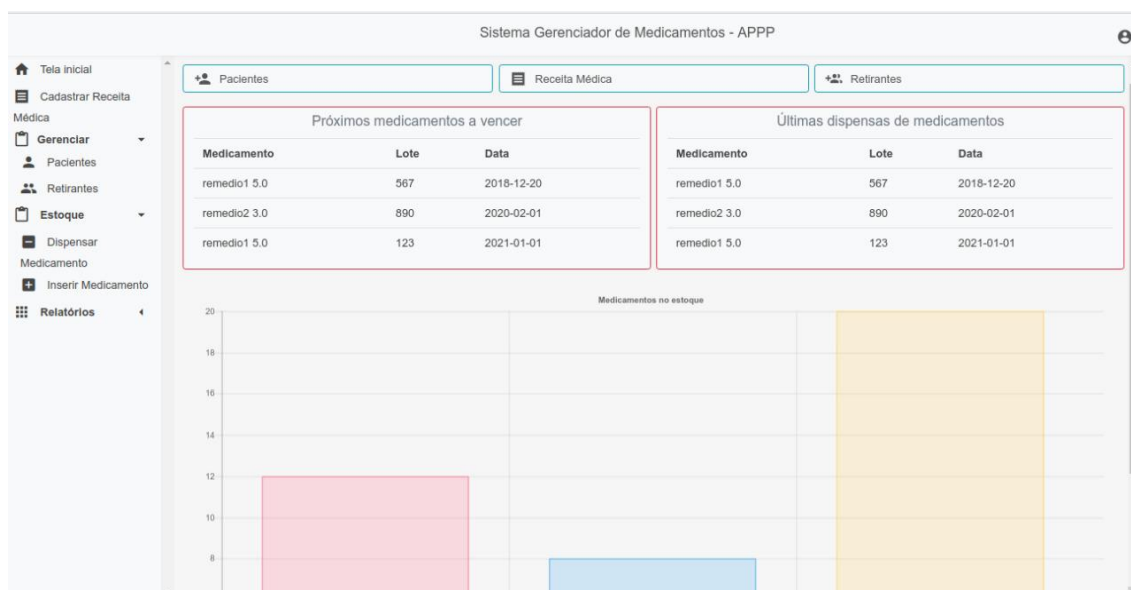 Sistema Gerenciador de Medicamentos - APPP
Tela inicial
Cadastrar Receita
Médica
Gerenciar
Pacientes
Retirantes
Estoque
Dispensar
Medicamento
Inserir Medicamento
Relatórios
Pacientes
Receita Médica
Retirantes
Próximos medicamentos a vencer
Medicamento Lote Data
remedio1 5.0 567 2018-12-20
remedio2 3.0 890 2020-02-01
remedio1 5.0 123 2021-01-01
Últimas dispensas de medicamentos
Medicamento Lote Data
remedio1 5.0 567 2018-12-20
remedio2 3.0 890 2020-02-01
remedio1 5.0 123 2021-01-01
Medicamentos no estoque
20
18
16
14
12
10
8